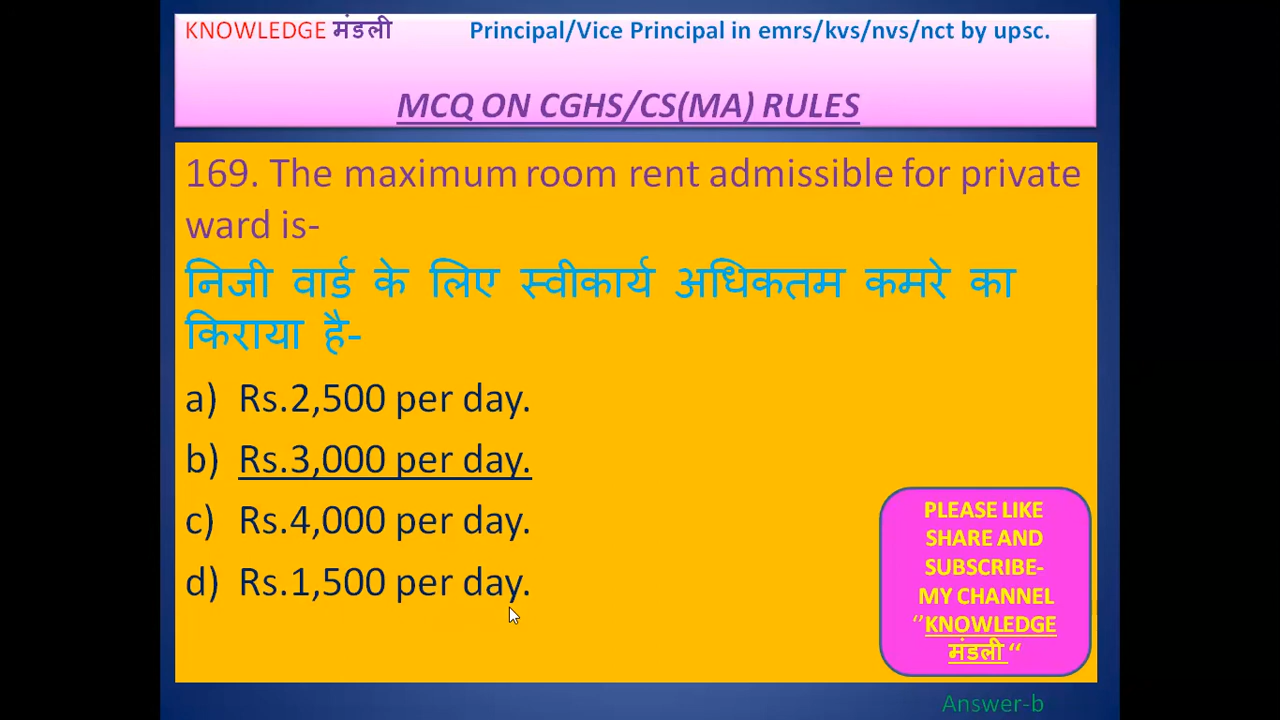 KNOWLEDGE मंडली Principal/Vice Principal in emrs/kvs/nvs/nct by upsc.
MCQ ON CGHS/CS(MA) RULES
169. The maximum room rent admissible for private
ward is-
निजी वार्ड के लिए स्वीकार्य अधिकतम कमरे का
किराया है-
a) Rs.2,500 per day.
b) Rs.3,000 per day.
c) Rs.4,000 per day.
d) Rs.1,500 per day.
PLEASE LIKE
SHARE AND
SUBSCRIBE-
MY CHANNEL
‘’KNOWLEDGE
मंडली ‘‘
Answer-b